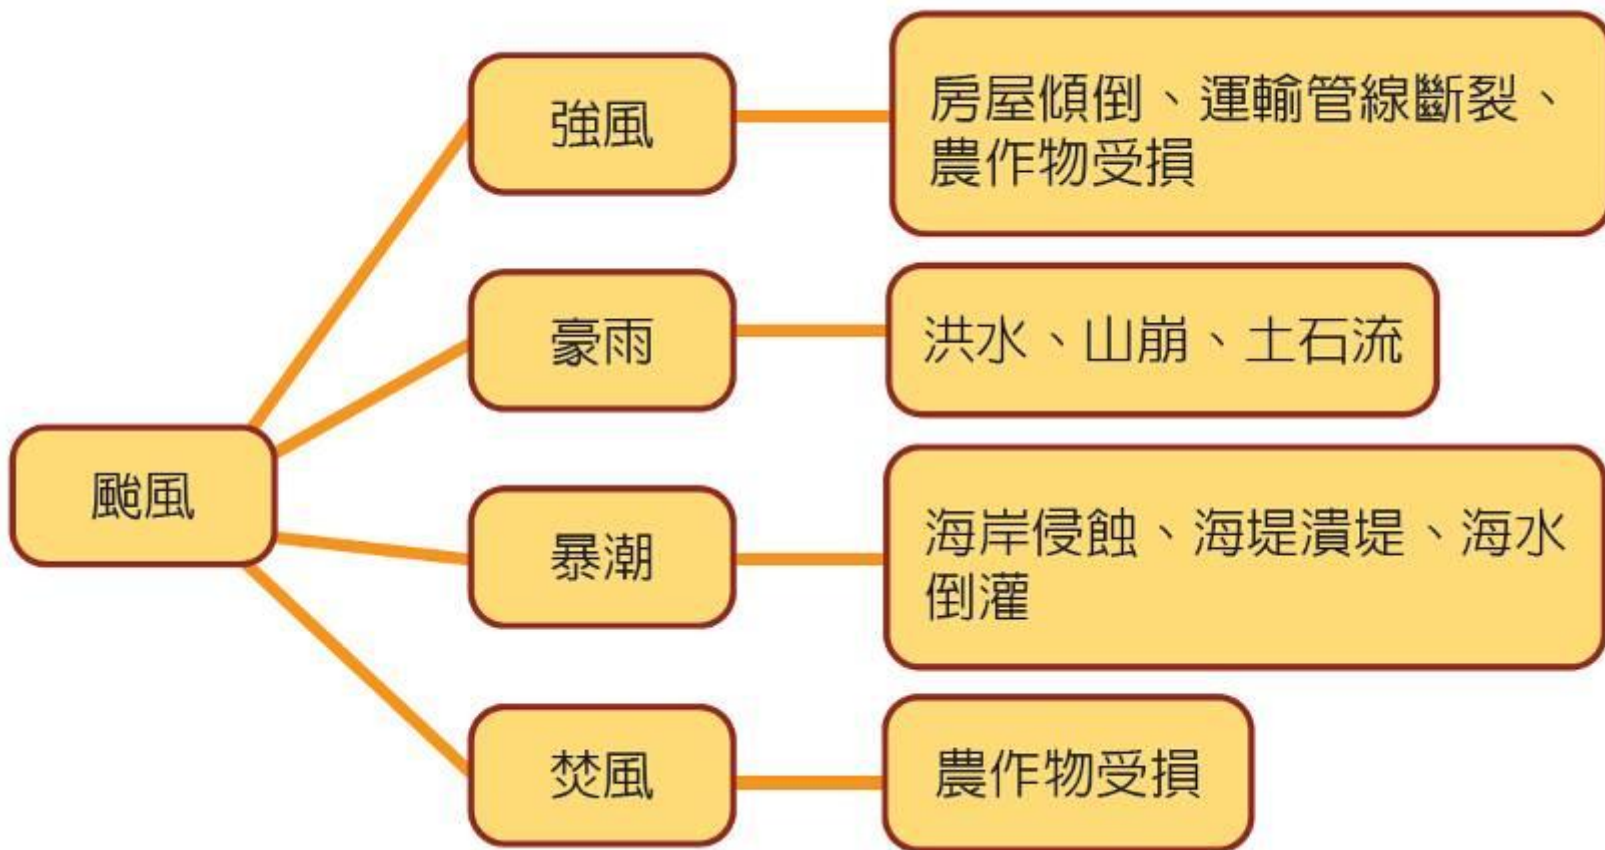 強風
房屋傾倒、運輸管線斷裂、
農作物受損
豪雨
洪水、山崩、土石流
颱風
暴潮
海岸侵蝕、海堤潰堤、海水
倒灌
焚風
農作物受損